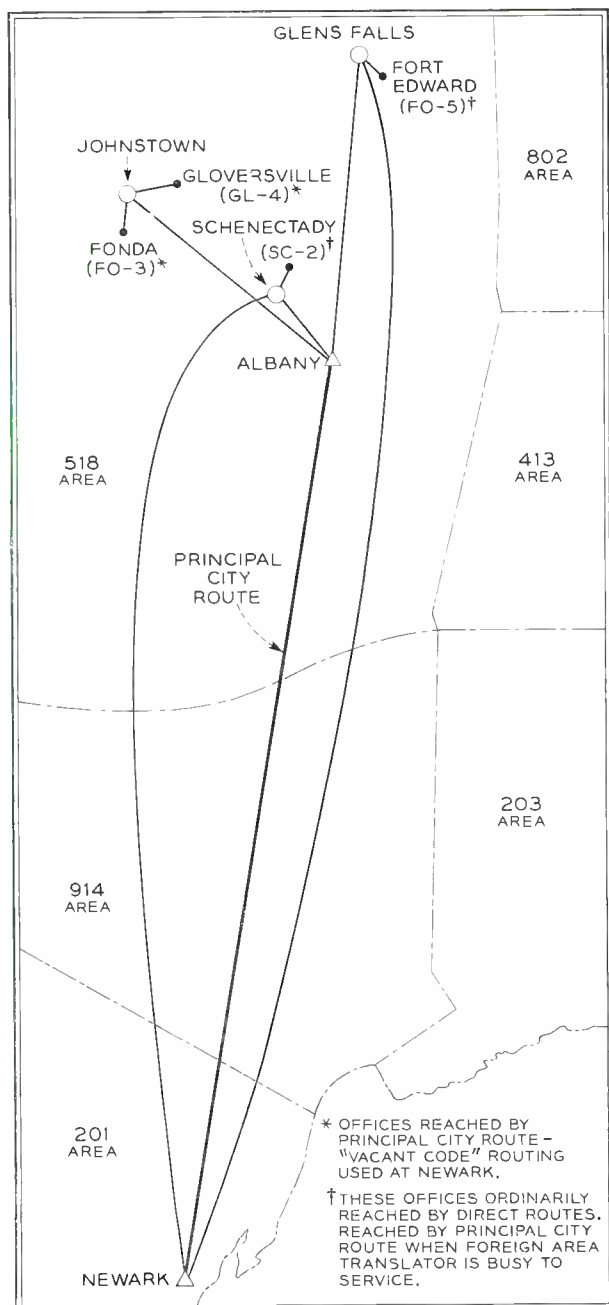 GLENS FALLS
FORT
EDWARD
(FO-5)†
JOHNSTOWN
GLOVERSVILLE
(GL-4)*
802
AREA
SCHENECTADY
(SC-2)†
FONDA
(FO-3)*
ALBANY
518
AREA
413
AREA
PRINCIPAL
CITY
ROUTE
203
AREA
914
AREA
201
AREA
* OFFICES REACHED BY
PRINCIPAL CITY ROUTE–
"VACANT CODE" ROUTING
USED AT NEWARK.
† THESE OFFICES ORDINARILY
REACHED BY DIRECT ROUTES.
REACHED BY PRINCIPAL CITY
ROUTE WHEN FOREIGN AREA
TRANSLATOR IS BUSY TO
SERVICE.
NEWARK